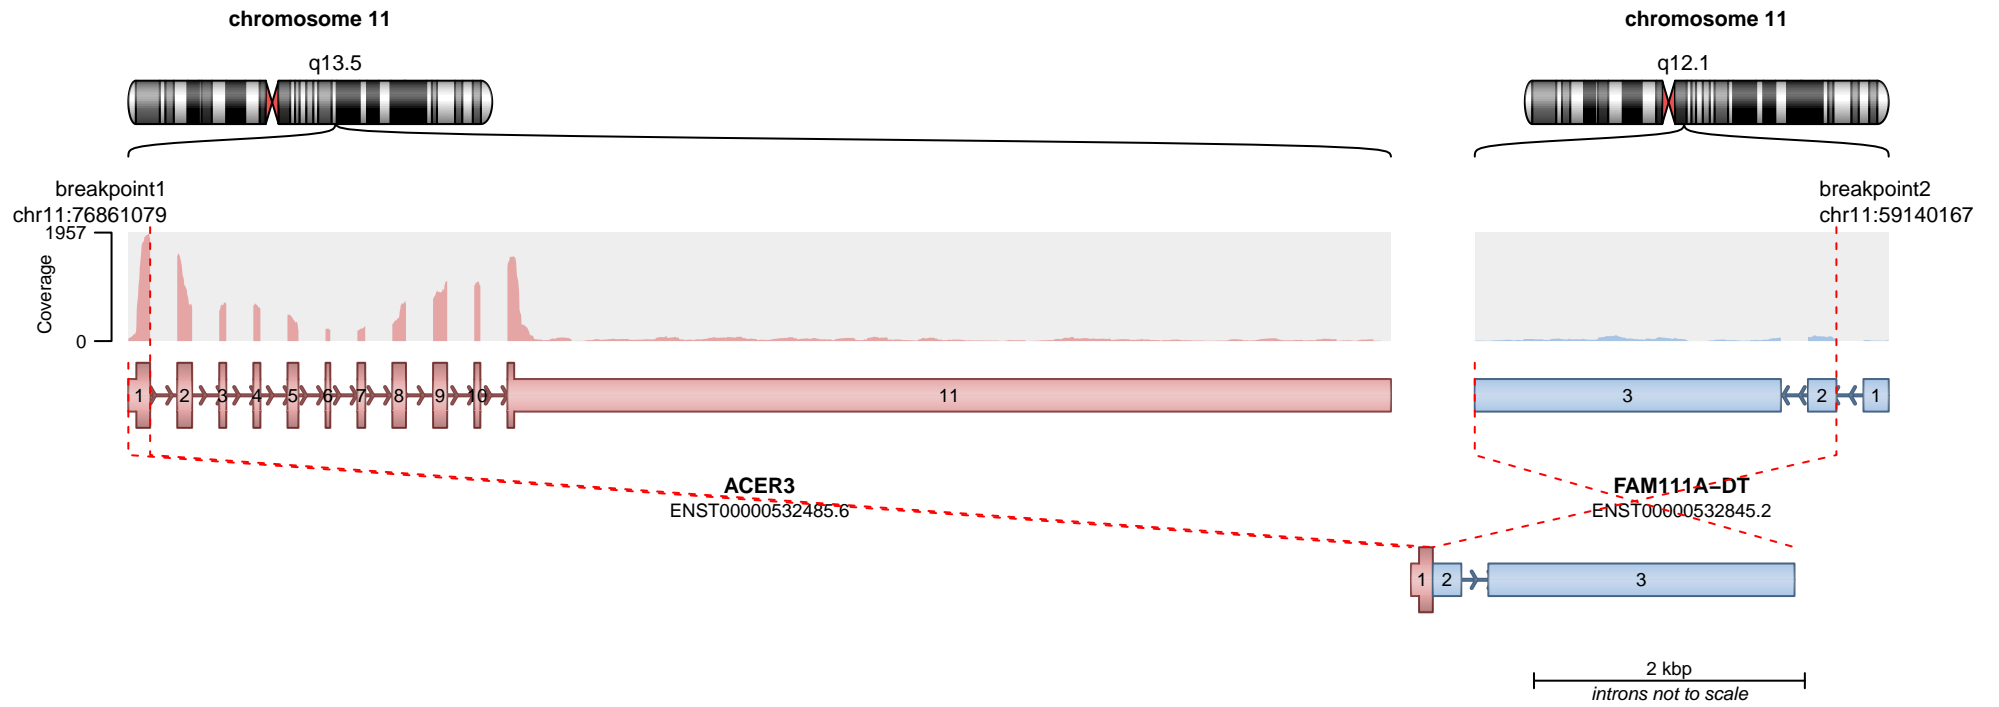 chromosome 11
chromosome 11
q13.5
q12.1
breakpoint1
chr11:76861079
breakpoint2
chr11:59140167
1957
Coverage
0
1 2 3 4 5 6 7 8 9 10 11
3 2 1
ACER3
ENST00000532485.6
FAM111A−DT
ENST00000532845.2
1 2 3
2 kbp
introns not to scale